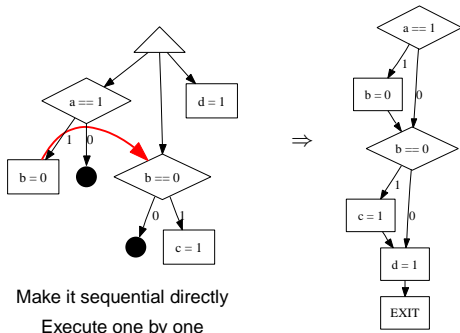 a == 1
d = 1
1
0
b = 0
b == 0
0
1
c = 1
⇒
a == 1
1
b = 0
0
b == 0
1
c = 1
0
d = 1
EXIT
Make it sequential directly
Execute one by one